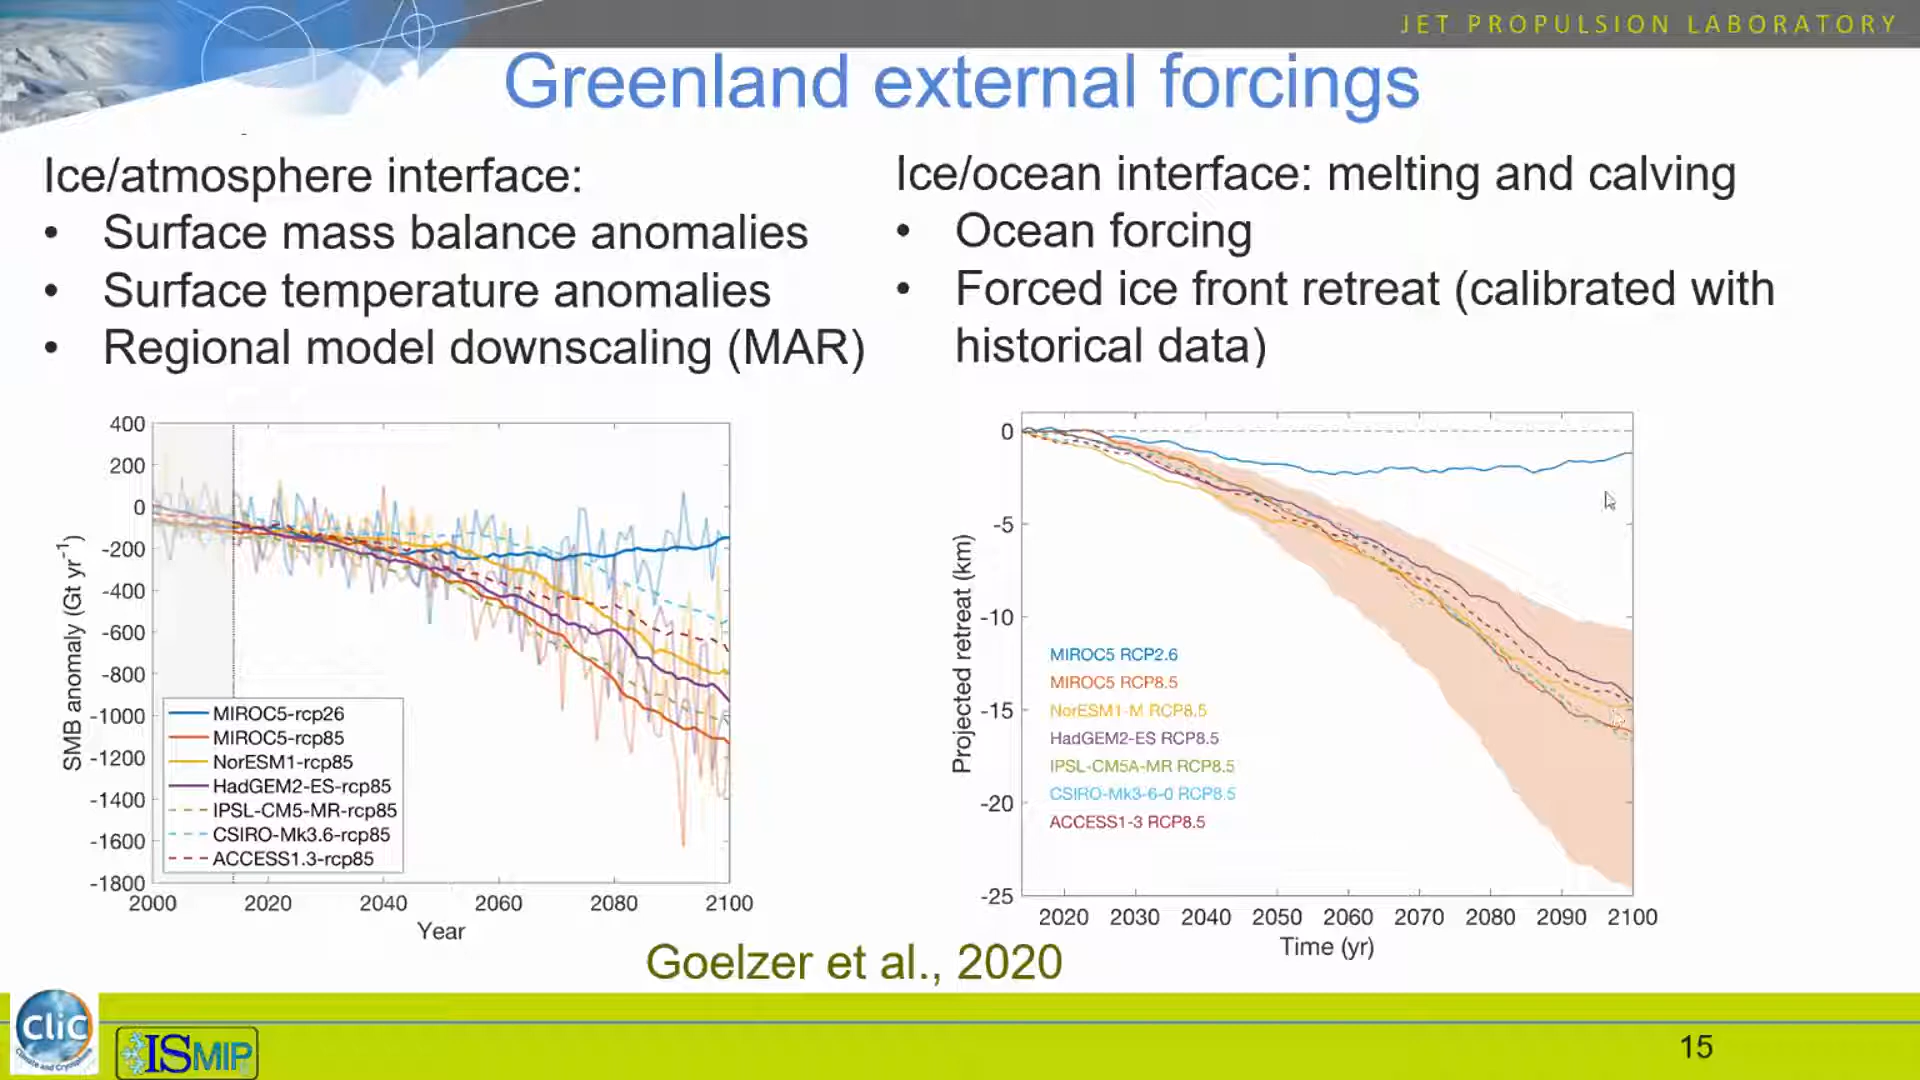 JET PROPULSION LABORATORY
Greenland external forcings
Ice/atmosphere interface:
• Surface mass balance anomalies
• Surface temperature anomalies
• Regional model downscaling (MAR)
Ice/ocean interface: melting and calving
• Ocean forcing
• Forced ice front retreat (calibrated with
historical data)
400
200
0
-200
-400
-600
-800
-1000
-1200
-1400
-1600
-1800
SMB anomaly (Gt yr-1)
MIROC5-rcp26
MIROC5-rcp85
NorESM1-rcp85
HadGEM2-ES-rcp85
IPSL-CM5-MR-rcp85
CSIRO-Mk3.6-rcp85
ACCESS1.3-rcp85
2000 2020 2040 2060 2080 2100
Year
0
-5
-10
-15
-20
-25
Projected retreat (km)
MIROC5 RCP2.6
MIROC5 RCP8.5
NorESM1-M RCP8.5
HadGEM2-ES RCP8.5
IPSL-CM5A-MR RCP8.5
CSIRO-Mk3-6-0 RCP8.5
ACCESS1-3 RCP8.5
2020 2030 2040 2050 2060 2070 2080 2090 2100
Time (yr)
Goelzer et al., 2020
clic
Climate and Cryosphere
ISMIP
15